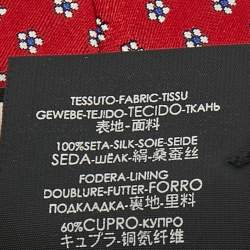 TESSUTO-FABRIC-TISSU
GEWEBE-TEJIDO-TECIDO-ТКАНЬ
表地-面料
100%SETA-SILK-SOIE-SEIDE
SEDA-ШЁЛК-絹-桑蚕丝
FODERA-LINING
DOUBLURE-FUTTER-FORRO
ПОДКЛАДКА-裏地-里料
60%CUPRO-КУПРО
キュプラ-铜氨纤维